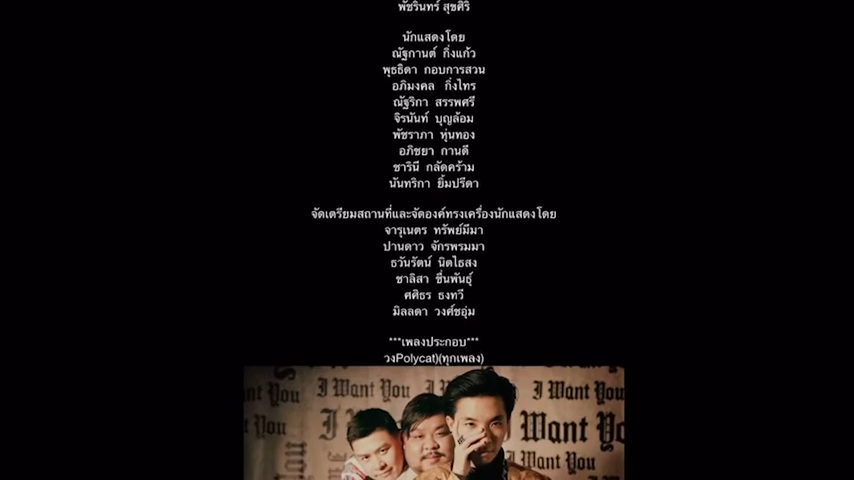 พัชรินทร์ สุขศิริ
นักแสดงโดย
ณัฐกานต์ กิ่งแก้ว
พุธธิดา กอบการสวน
อภิมงคล กิ่งไทร
ณัฐริกา สรรพศรี
จิรนันท์ บุญล้อม
พัชราภา หุ่นทอง
อภิชยา กานดี
ชารินี กลัดคร้าม
นันทริกา ยิ้มปรีดา
จัดเตรียมสถานที่และจัดองค์ทรงเครื่องนักแสดงโดย
จารุเนตร ทรัพย์มีมา
ปานดาว จักรพรมมา
ธวันรัตน์ นิตไธสง
ชาลิสา ชื่นพันธุ์
ศศิธร ธงทวี
มิลลดา วงศ์ชอุ่ม
***เพลงประกอบ***
วงPolycat)(ทุกเพลง)
I Want You
I Want You
ant You
I Want You
Want You
I Want You
You